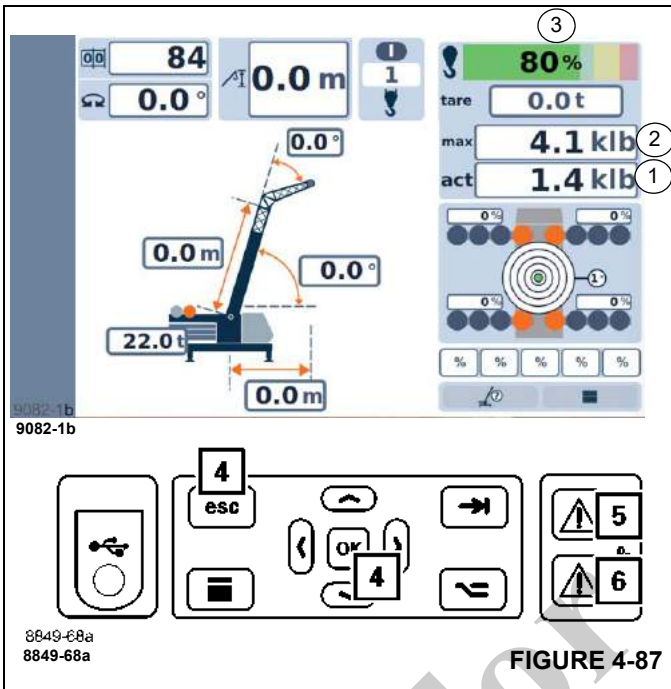 3
84
0.0 m
1
80 %
0.0 °
tare 0.0 t
max 4.1 klb 2
act 1.4 klb 1
0.0 °
0 % 0 %
0.0 m
0.0 °
1°
0 % 0 %
22.0 t
% % % % %
0.0 m
9082-1b
9082-1b
4
esc
OK
4
5
6
8849-68a
8849-68a
FIGURE 4-87